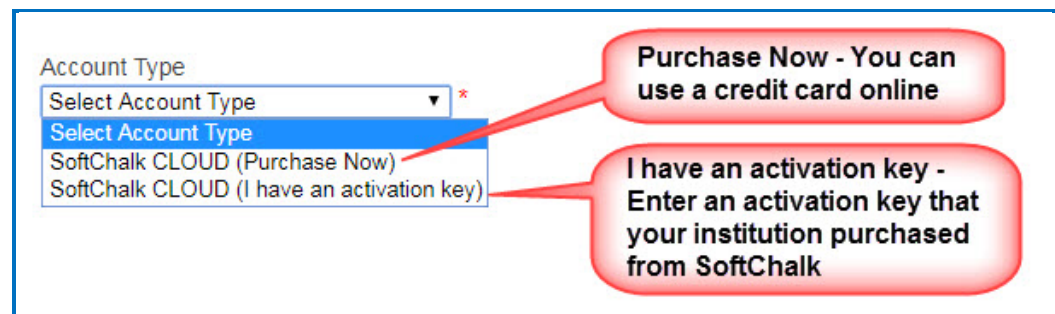 Account Type
Select Account Type *
Select Account Type
SoftChalk CLOUD (Purchase Now)
SoftChalk CLOUD (I have an activation key)
Purchase Now - You can
use a credit card online
I have an activation key -
Enter an activation key that
your institution purchased
from SoftChalk